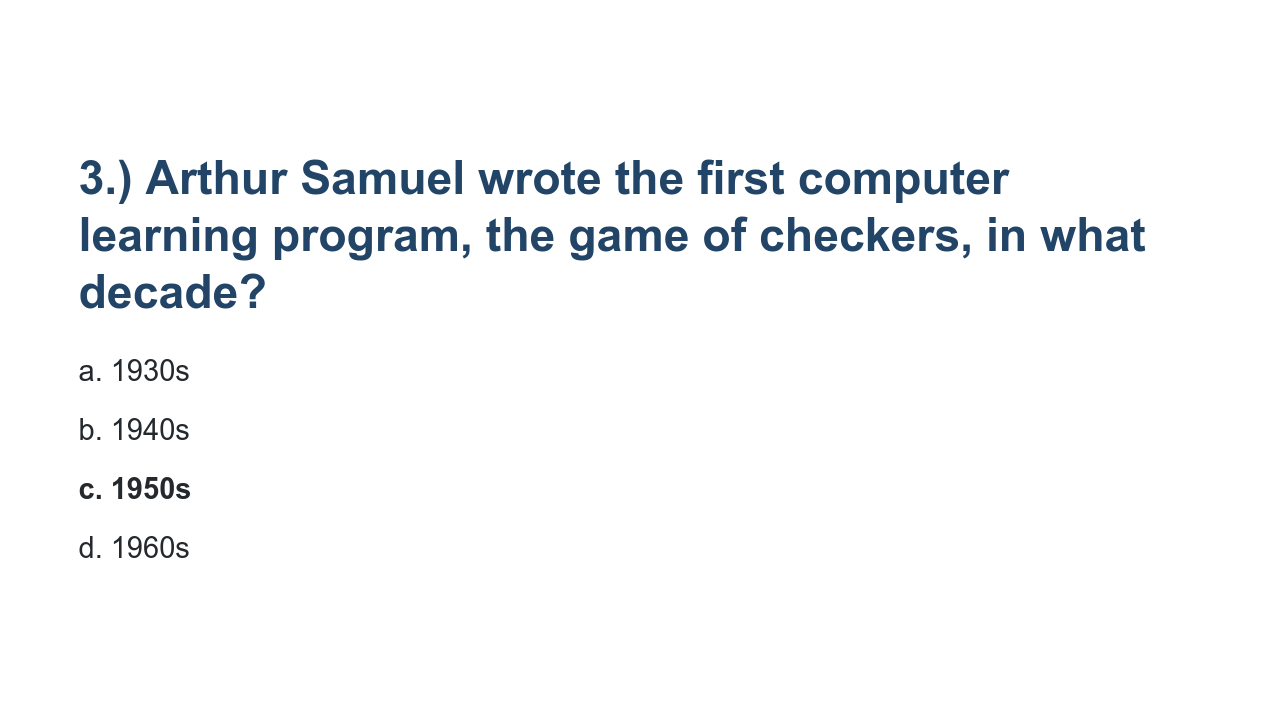 3.) Arthur Samuel wrote the first computer
learning program, the game of checkers, in what
decade?
a. 1930s
b. 1940s
c. 1950s
d. 1960s